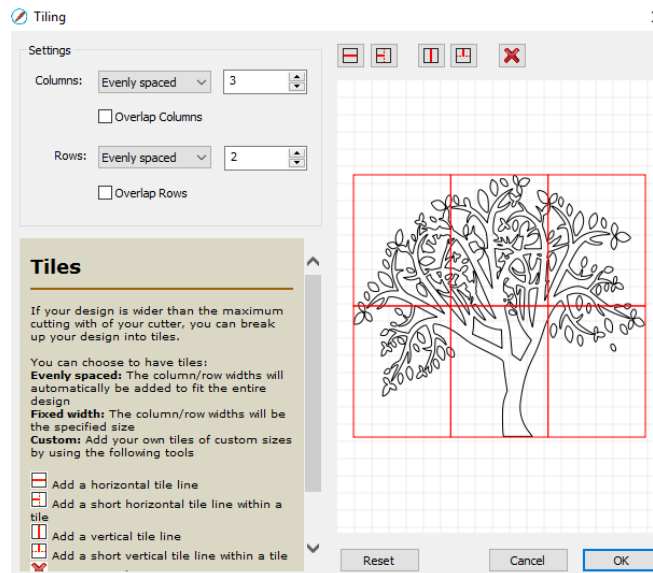 Tiling
Settings
Columns:
Evenly spaced
3
Overlap Columns
Rows:
Evenly spaced
2
Overlap Rows
Tiles
If your design is wider than the maximum
cutting with of your cutter, you can break
up your design into tiles.
You can choose to have tiles:
Evenly spaced: The column/row widths will
automatically be added to fit the entire
design
Fixed width: The column/row widths will be
the specified size
Custom: Add your own tiles of custom sizes
by using the following tools
Add a horizontal tile line
Add a short horizontal tile line within a
tile
Add a vertical tile line
Add a short vertical tile line within a tile
Reset
Cancel
OK